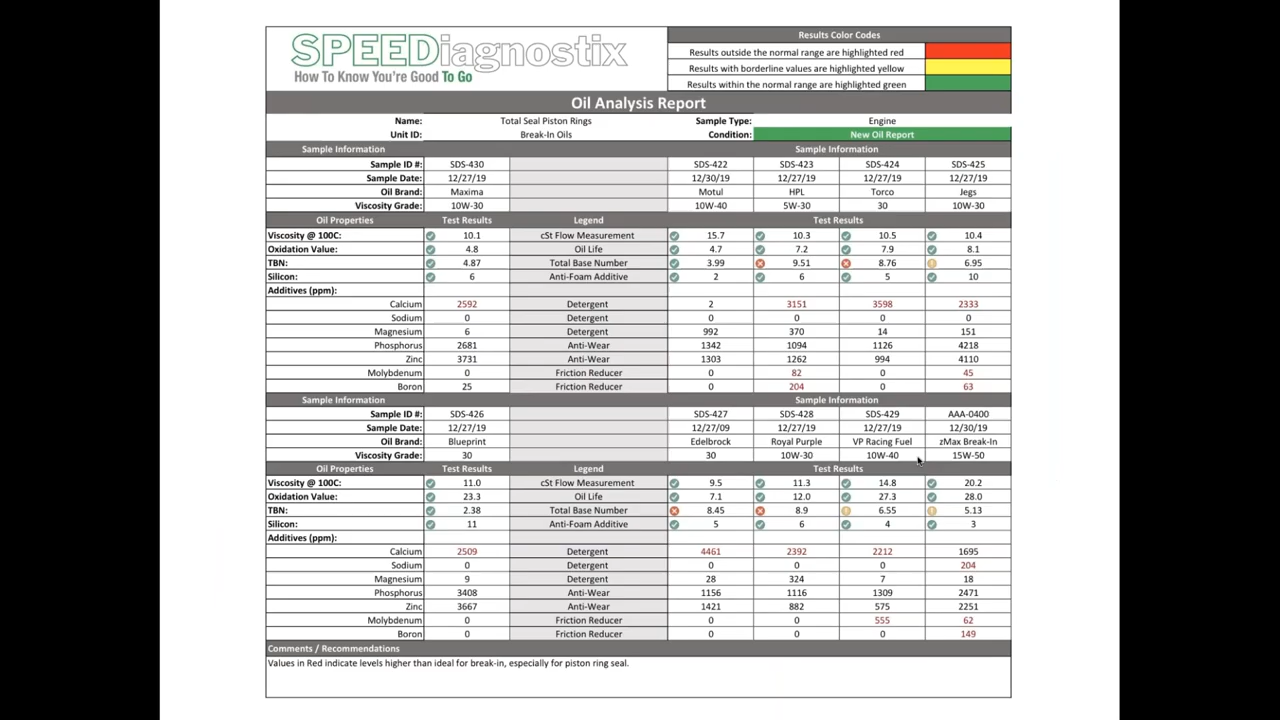 SPEEDiagnostix
How To Know You're Good To Go
Results Color Codes
Results outside the normal range are highlighted red
Results with borderline values are highlighted yellow
Results within the normal range are highlighted green
Oil Analysis Report
Name: Total Seal Piston Rings Sample Type: Engine
Unit ID: Break-In Oils Condition: New Oil Report
Sample Information Sample Information
Sample ID #: SDS-430 SDS-422 SDS-423 SDS-424 SDS-425
Sample Date: 12/27/19 12/30/19 12/27/19 12/27/19 12/27/19
Oil Brand: Maxima Motul HPL Torco Jegs
Viscosity Grade: 10W-30 10W-40 5W-30 30 10W-30
Oil Properties Test Results Legend Test Results
Viscosity @ 100C: 10.1 cSt Flow Measurement 15.7 10.3 10.5 10.4
Oxidation Value: 4.8 Oil Life 4.7 7.2 7.9 8.1
TBN: 4.87 Total Base Number 3.99 9.51 8.76 6.95
Silicon: 6 Anti-Foam Additive 2 6 5 10
Additives (ppm):
Calcium 2592 Detergent 2 3151 3598 2333
Sodium 0 Detergent 0 0 0 0
Magnesium 6 Detergent 992 370 14 151
Phosphorus 2681 Anti-Wear 1342 1094 1126 4218
Zinc 3731 Anti-Wear 1303 1262 994 4110
Molybdenum 0 Friction Reducer 0 82 0 45
Boron 25 Friction Reducer 0 204 0 63
Sample Information Sample Information
Sample ID #: SDS-426 SDS-427 SDS-428 SDS-429 AAA-0400
Sample Date: 12/27/19 12/27/09 12/27/19 12/27/19 12/30/19
Oil Brand: Blueprint Edelbrock Royal Purple VP Racing Fuel zMax Break-In
Viscosity Grade: 30 30 10W-30 10W-40 15W-50
Oil Properties Test Results Legend Test Results
Viscosity @ 100C: 11.0 cSt Flow Measurement 9.5 11.3 14.8 20.2
Oxidation Value: 23.3 Oil Life 7.1 12.0 27.3 28.0
TBN: 2.38 Total Base Number 8.45 8.9 6.55 5.13
Silicon: 11 Anti-Foam Additive 5 6 4 3
Additives (ppm):
Calcium 2509 Detergent 4461 2392 2212 1695
Sodium 0 Detergent 0 0 0 204
Magnesium 9 Detergent 28 324 7 18
Phosphorus 3408 Anti-Wear 1156 1116 1309 2471
Zinc 3667 Anti-Wear 1421 882 575 2251
Molybdenum 0 Friction Reducer 0 0 555 62
Boron 0 Friction Reducer 0 0 0 149
Comments / Recommendations
Values in Red indicate levels higher than ideal for break-in, especially for piston ring seal.